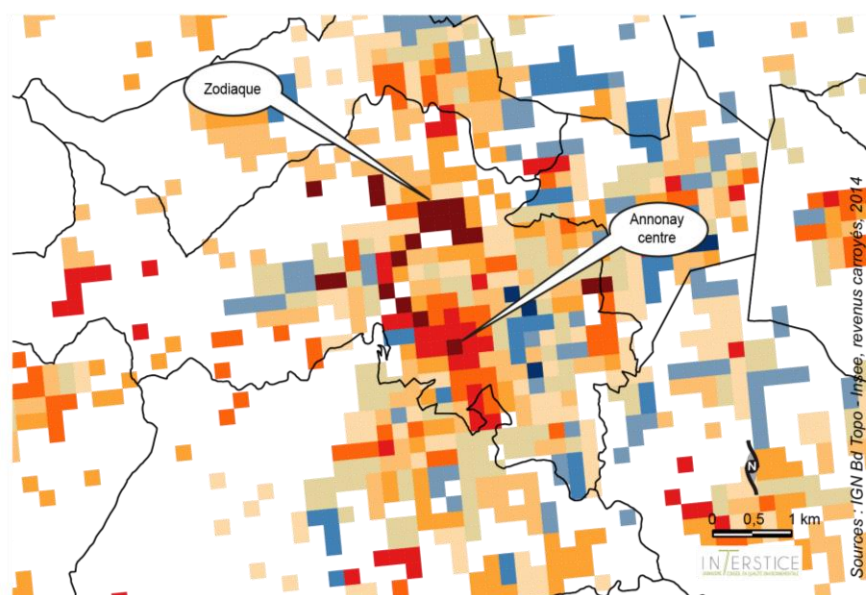 Zodiaque
Annonay
centre
N
0 0,5 1 km
INTERSTICE
Sources : IGN Bd Topo - Insee, revenus carroyés, 2014